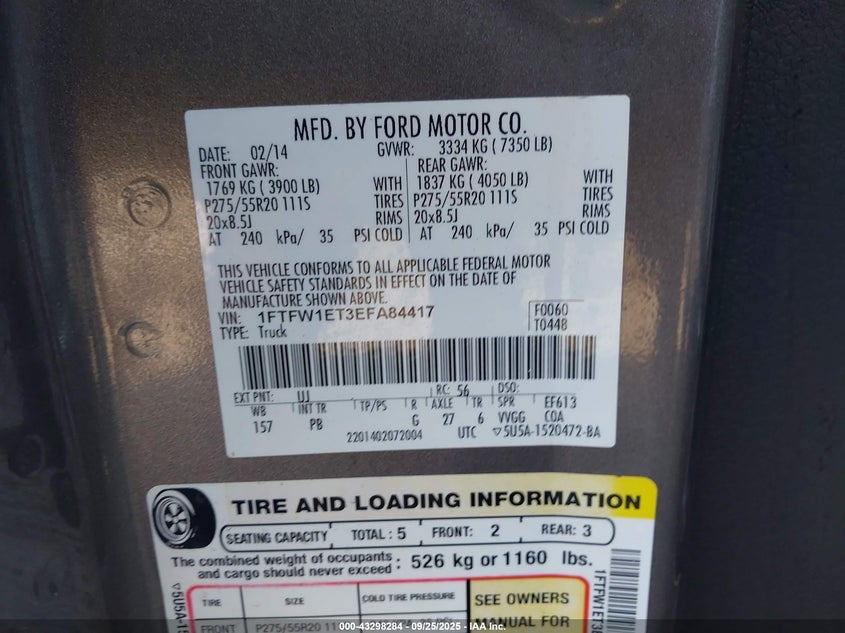 MFD. BY FORD MOTOR CO.
DATE: 02/14 GVWR: 3334 KG ( 7350 LB)
FRONT GAWR: REAR GAWR:
1769 KG ( 3900 LB) WITH 1837 KG ( 4050 LB) WITH
P275/55R20 111S TIRES P275/55R20 111S TIRES
20x8.5J RIMS 20x8.5J RIMS
AT 240 kPa/ 35 PSI COLD AT 240 kPa/ 35 PSI COLD
THIS VEHICLE CONFORMS TO ALL APPLICABLE FEDERAL MOTOR
VEHICLE SAFETY STANDARDS IN EFFECT ON THE DATE OF
MANUFACTURE SHOWN ABOVE.
VIN: 1FTFW1ET3EFA84417 F0060
TYPE: Truck T0448
EXT PNT: UJ RC: 56 DSO:
WB INT TR TP/PS R AXLE TR SPR EF613
157 PB G 27 6 VVGG COA
2201402072004 UTC ▽5U5A-1520472-BA
TIRE AND LOADING INFORMATION
SEATING CAPACITY TOTAL : 5 FRONT: 2 REAR: 3
The combined weight of occupants and cargo should never exceed : 526 kg or 1160 lbs.
TIRE SIZE COLD TIRE PRESSURE SEE OWNERS
FRONT P275/55R20 11 MANUAL FOR
▽5U5A-15
1FTFW1ET3
000-43298284 - 09/25/2025 - IAA Inc.